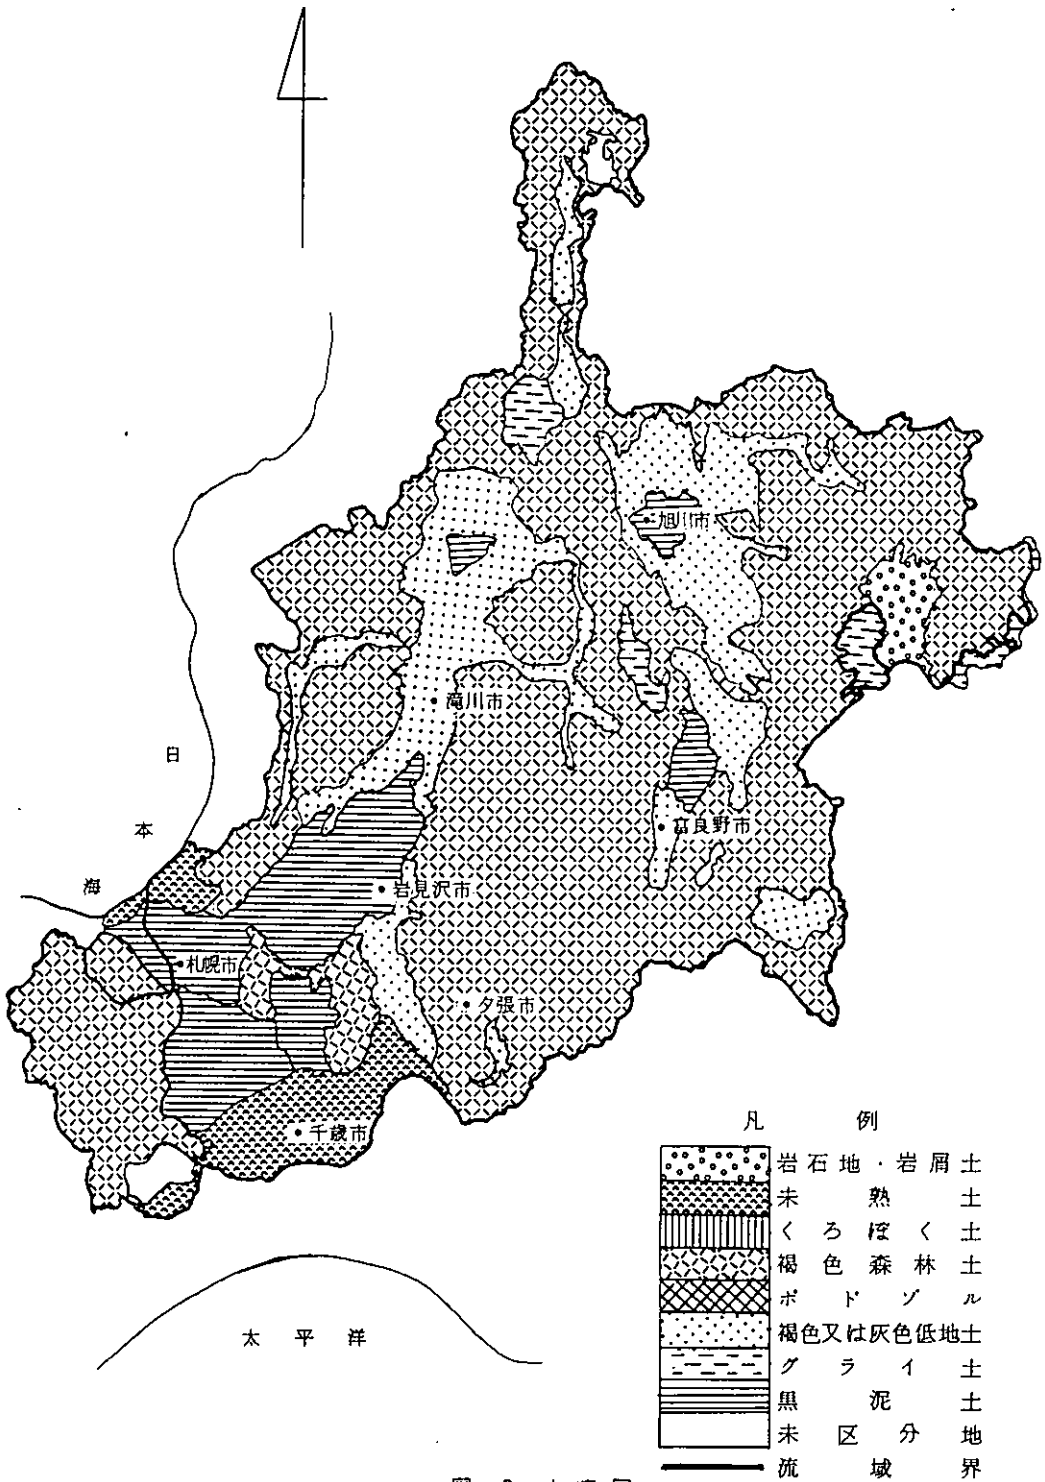 旭川市
滝川市
日本海
富良野市
岩見沢市
札幌市
夕張市
千歳市
太平洋
凡例
岩石地・岩屑土
未熟土
くろぼく土
褐色森林土
ポドゾル
褐色又は灰色低地土
グライ土
黒泥土
未区分地
流域界